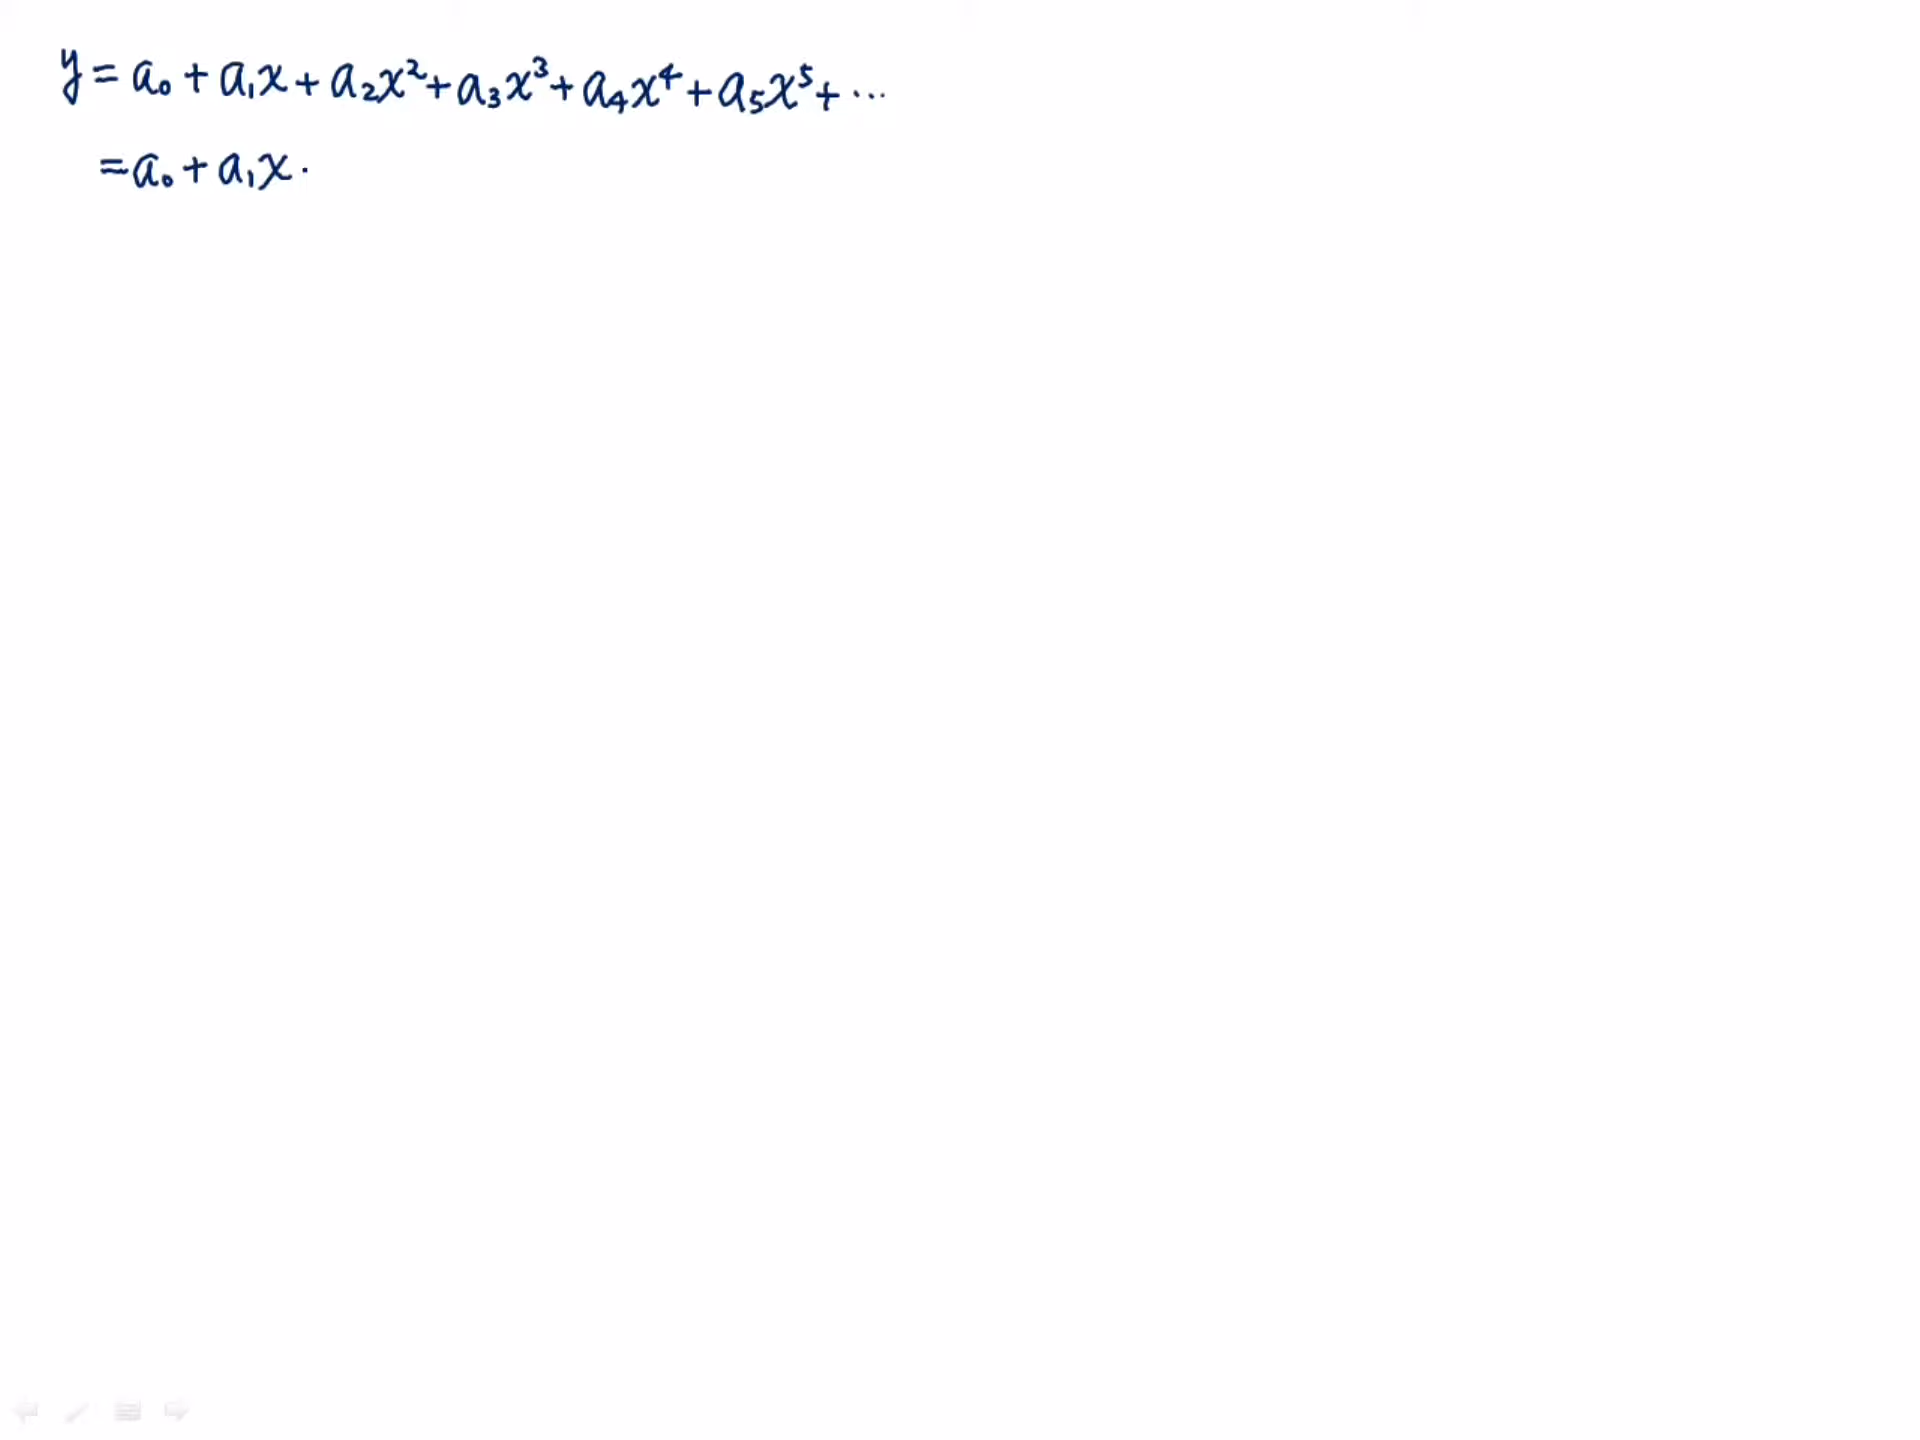 y = a₀ + a₁x + a₂x² + a₃x³ + a₄x⁴ + a₅x⁵ + ⋯
= a₀ + a₁x ·